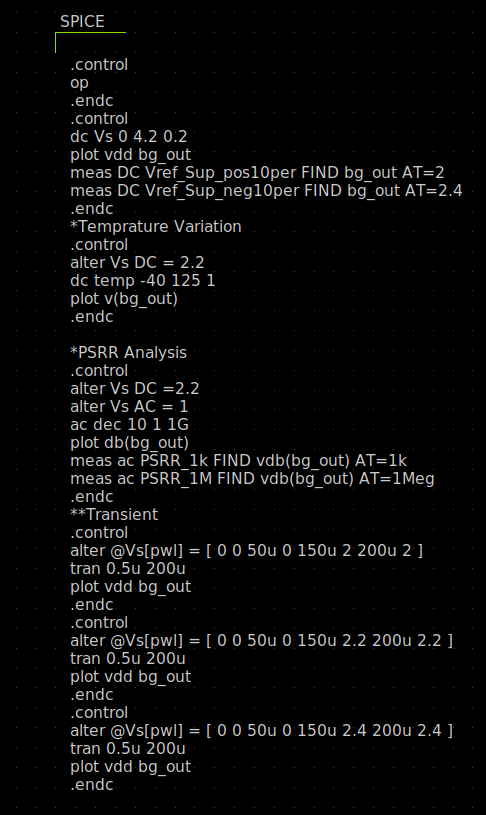 SPICE
.control
op
.endc
.control
dc Vs 0 4.2 0.2
plot vdd bg_out
meas DC Vref_Sup_pos10per FIND bg_out AT=2
meas DC Vref_Sup_neg10per FIND bg_out AT=2.4
.endc
*Temprature Variation
.control
alter Vs DC = 2.2
dc temp -40 125 1
plot v(bg_out)
.endc
*PSRR Analysis
.control
alter Vs DC =2.2
alter Vs AC = 1
ac dec 10 1 1G
plot db(bg_out)
meas ac PSRR_1k FIND vdb(bg_out) AT=1k
meas ac PSRR_1M FIND vdb(bg_out) AT=1Meg
.endc
**Transient
.control
alter @Vs[pwl] = [ 0 0 50u 0 150u 2 200u 2 ]
tran 0.5u 200u
plot vdd bg_out
.endc
.control
alter @Vs[pwl] = [ 0 0 50u 0 150u 2.2 200u 2.2 ]
tran 0.5u 200u
plot vdd bg_out
.endc
.control
alter @Vs[pwl] = [ 0 0 50u 0 150u 2.4 200u 2.4 ]
tran 0.5u 200u
plot vdd bg_out
.endc